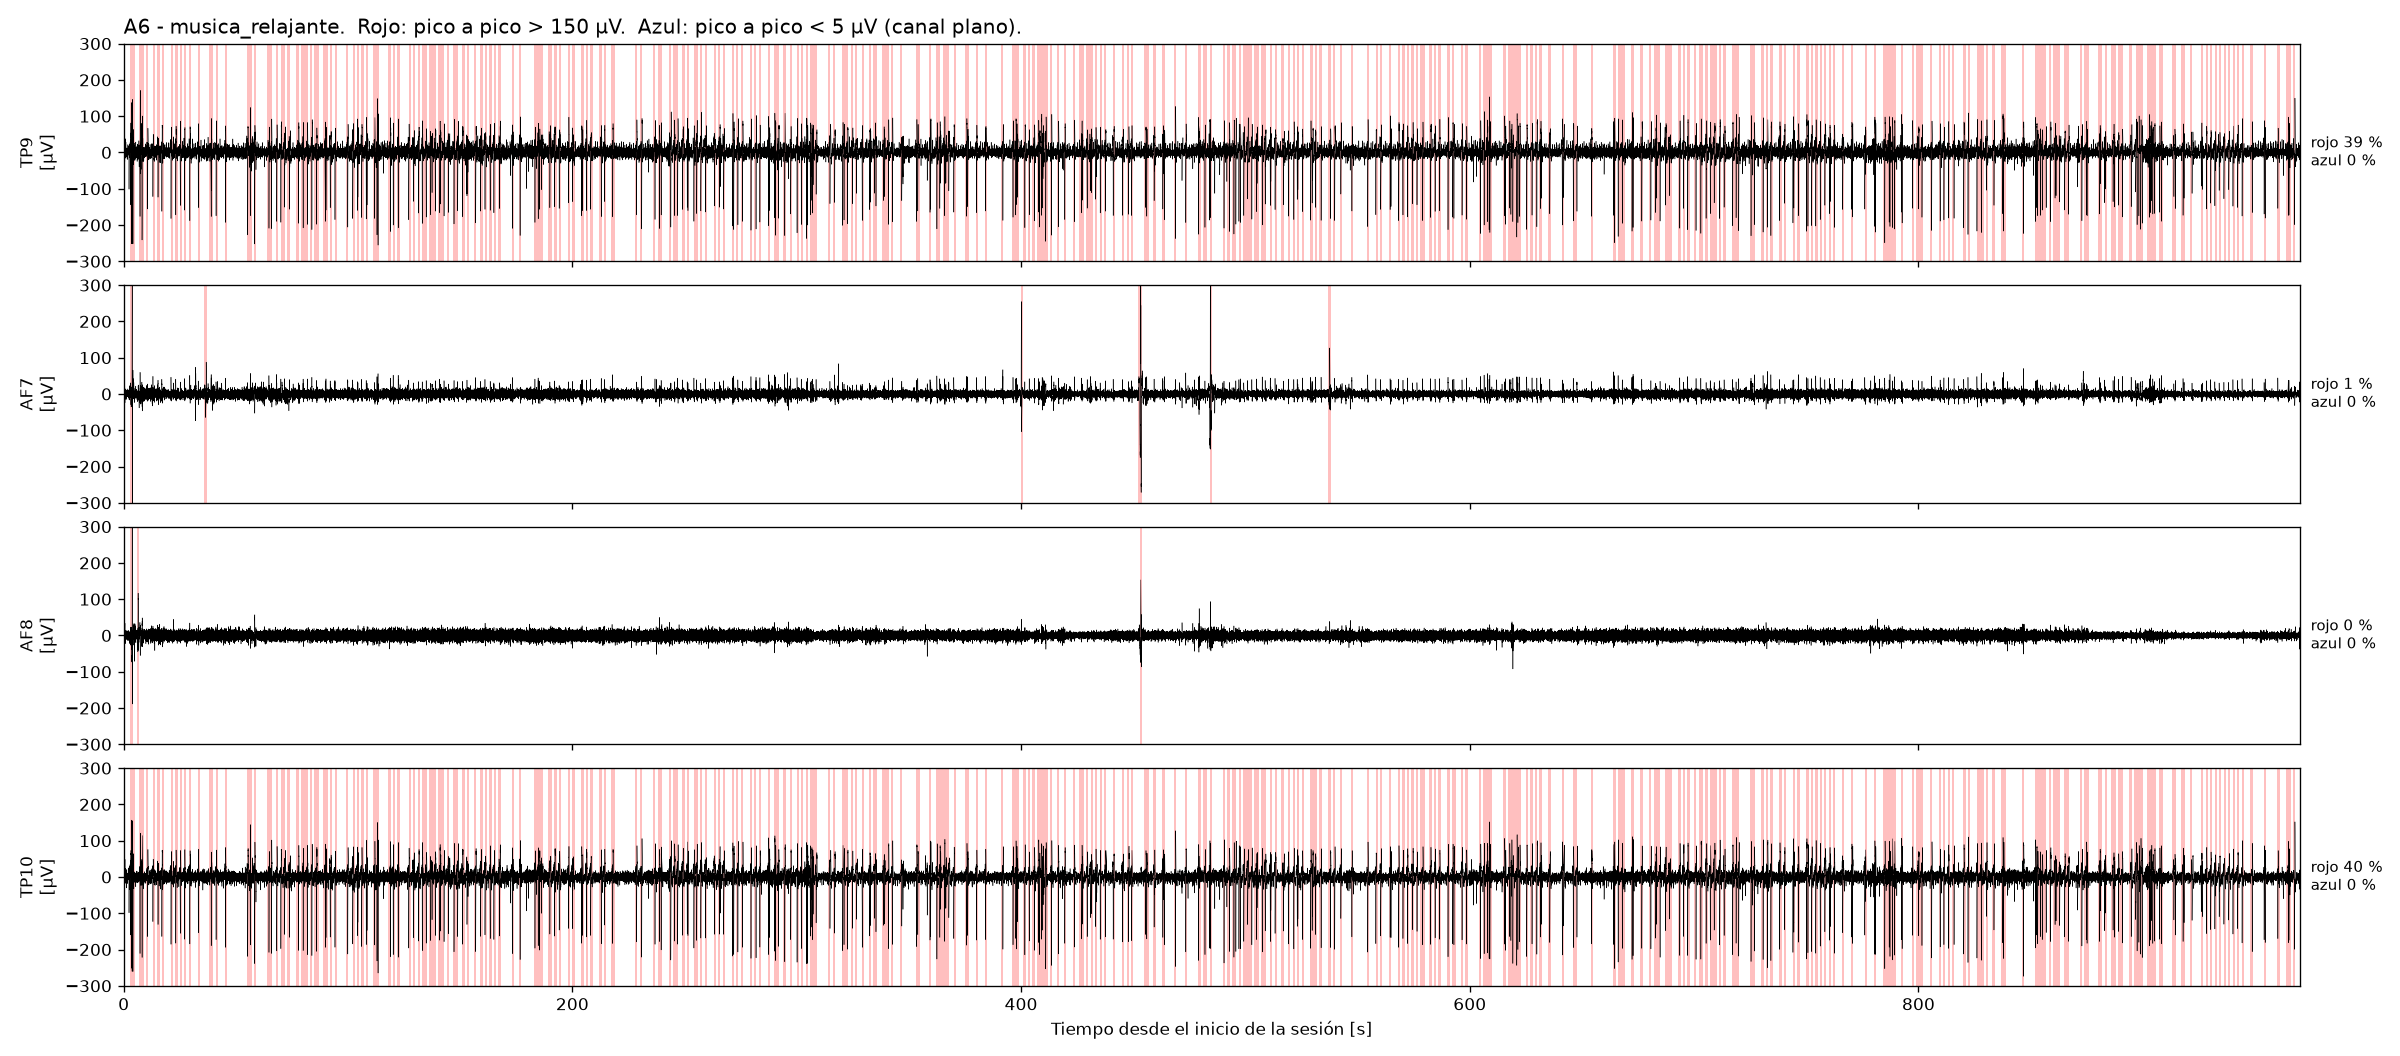 A6 - musica_relajante.  Rojo: pico a pico > 150 µV.  Azul: pico a pico < 5 µV (canal plano).
300
200
100
0
−100
−200
−300
TP9
[µV]
rojo 39 %
azul 0 %
300
200
100
0
−100
−200
−300
AF7
[µV]
rojo 1 %
azul 0 %
300
200
100
0
−100
−200
−300
AF8
[µV]
rojo 0 %
azul 0 %
300
200
100
0
−100
−200
−300
TP10
[µV]
rojo 40 %
azul 0 %
0 200 400 600 800
Tiempo desde el inicio de la sesión [s]